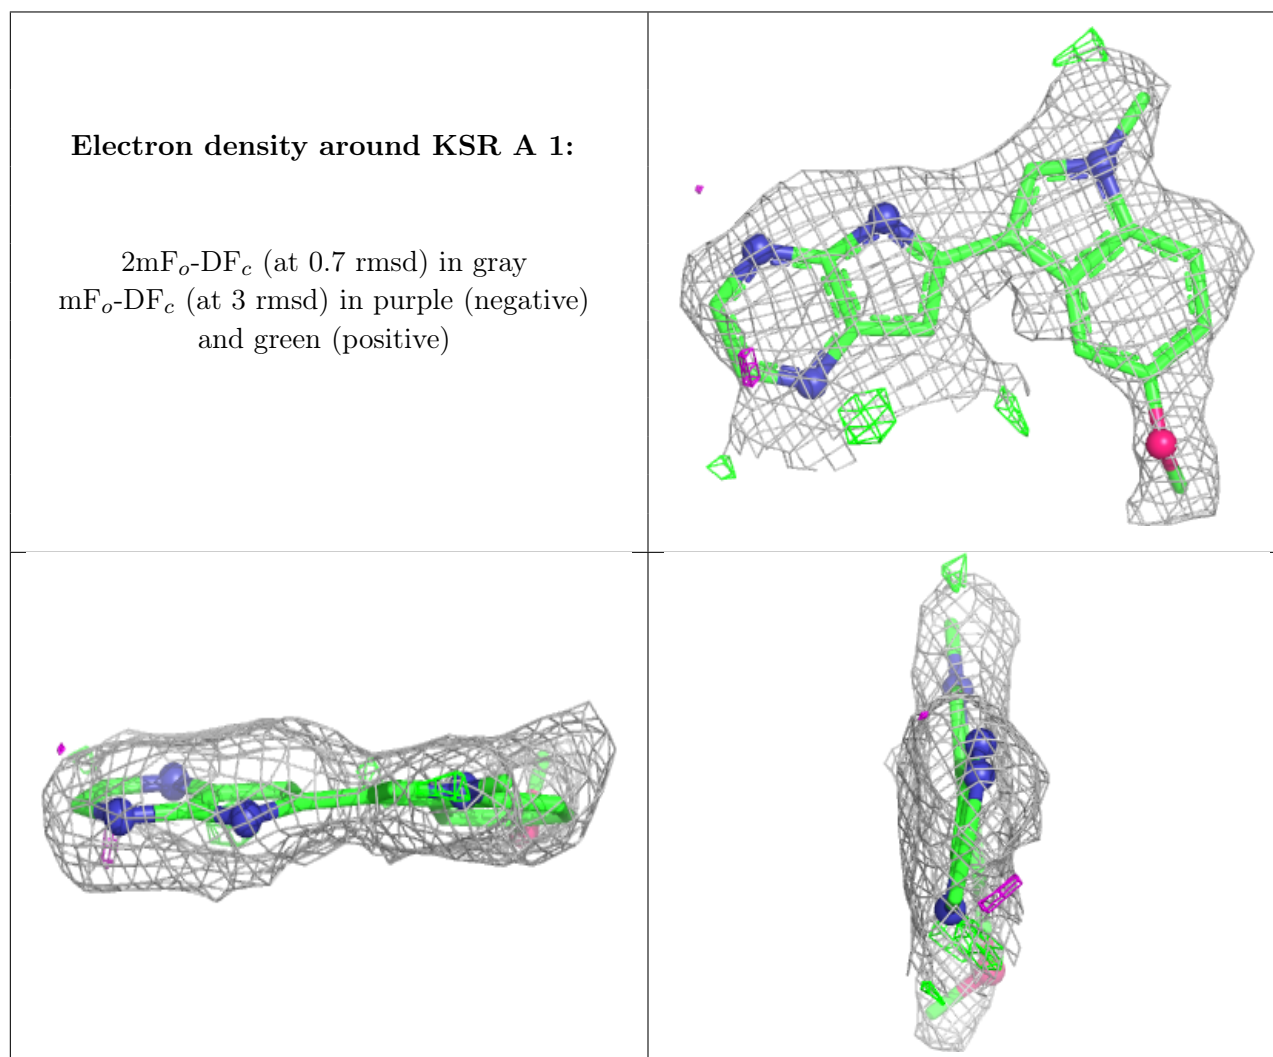 Electron density around KSR A 1:
2mFo-DFc (at 0.7 rmsd) in gray
mFo-DFc (at 3 rmsd) in purple (negative)
and green (positive)